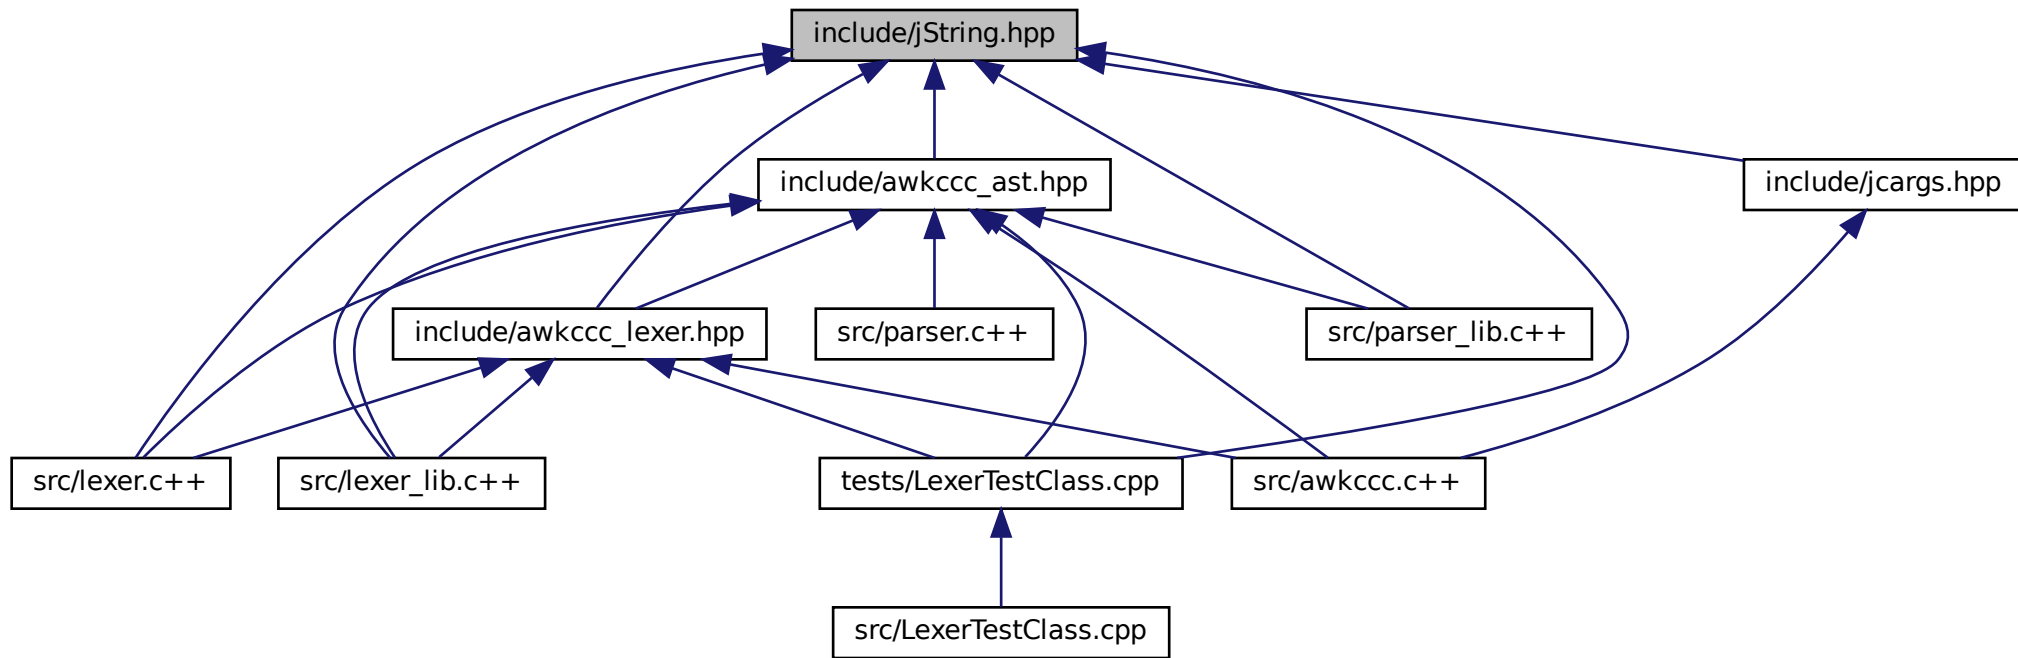 include/jString.hpp
include/awkccc_ast.hpp
include/jcargs.hpp
include/awkccc_lexer.hpp
src/parser.c++
src/parser_lib.c++
src/lexer.c++
src/lexer_lib.c++
tests/LexerTestClass.cpp
src/awkccc.c++
src/LexerTestClass.cpp